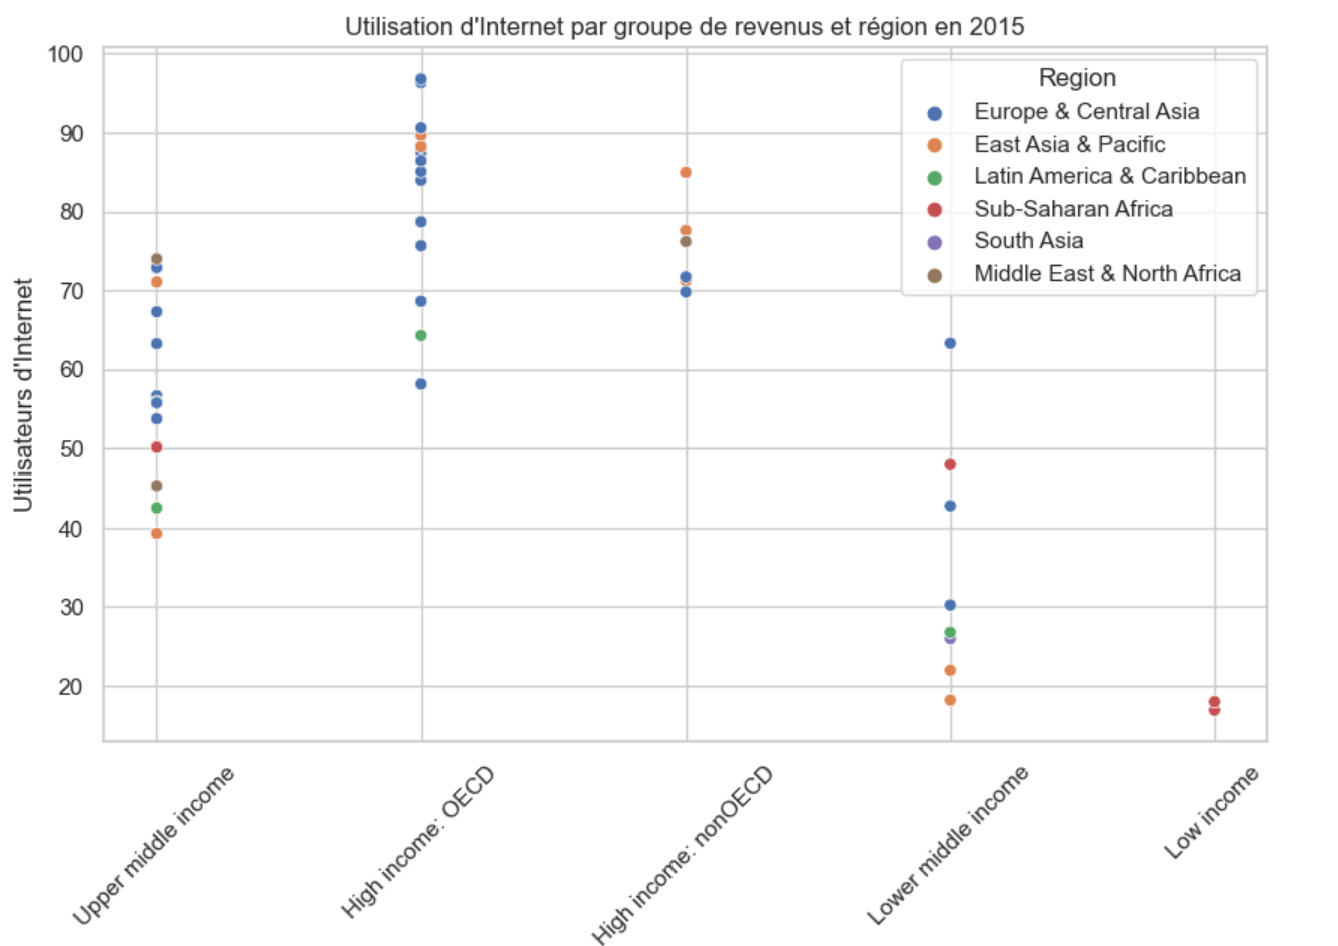 Utilisation d'Internet par groupe de revenus et région en 2015
100
90
80
70
60
50
40
30
20
Utilisateurs d'Internet
Region
Europe & Central Asia
East Asia & Pacific
Latin America & Caribbean
Sub-Saharan Africa
South Asia
Middle East & North Africa
Upper middle income
High income: OECD
High income: nonOECD
Lower middle income
Low income